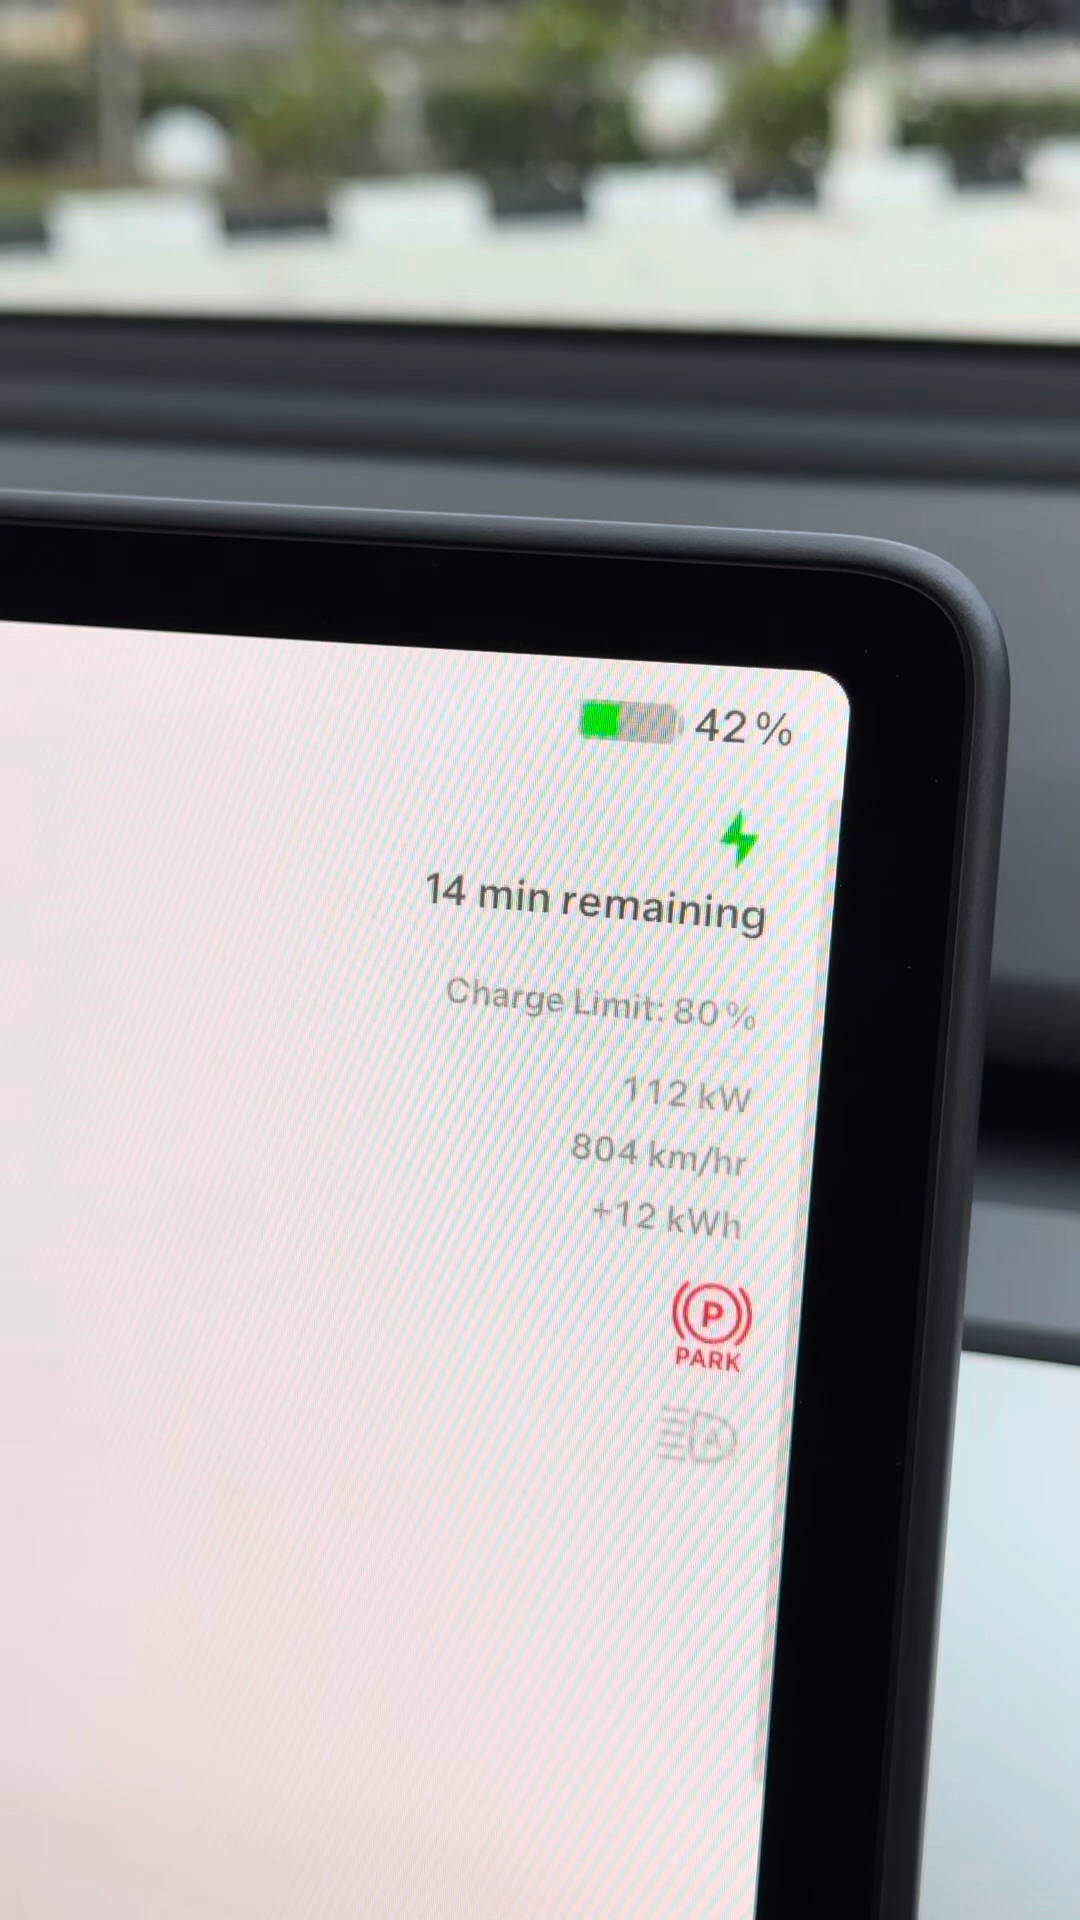 42%
14 min remaining
Charge Limit: 80%
112 kW
804 km/hr
+12 kWh
P
PARK
A